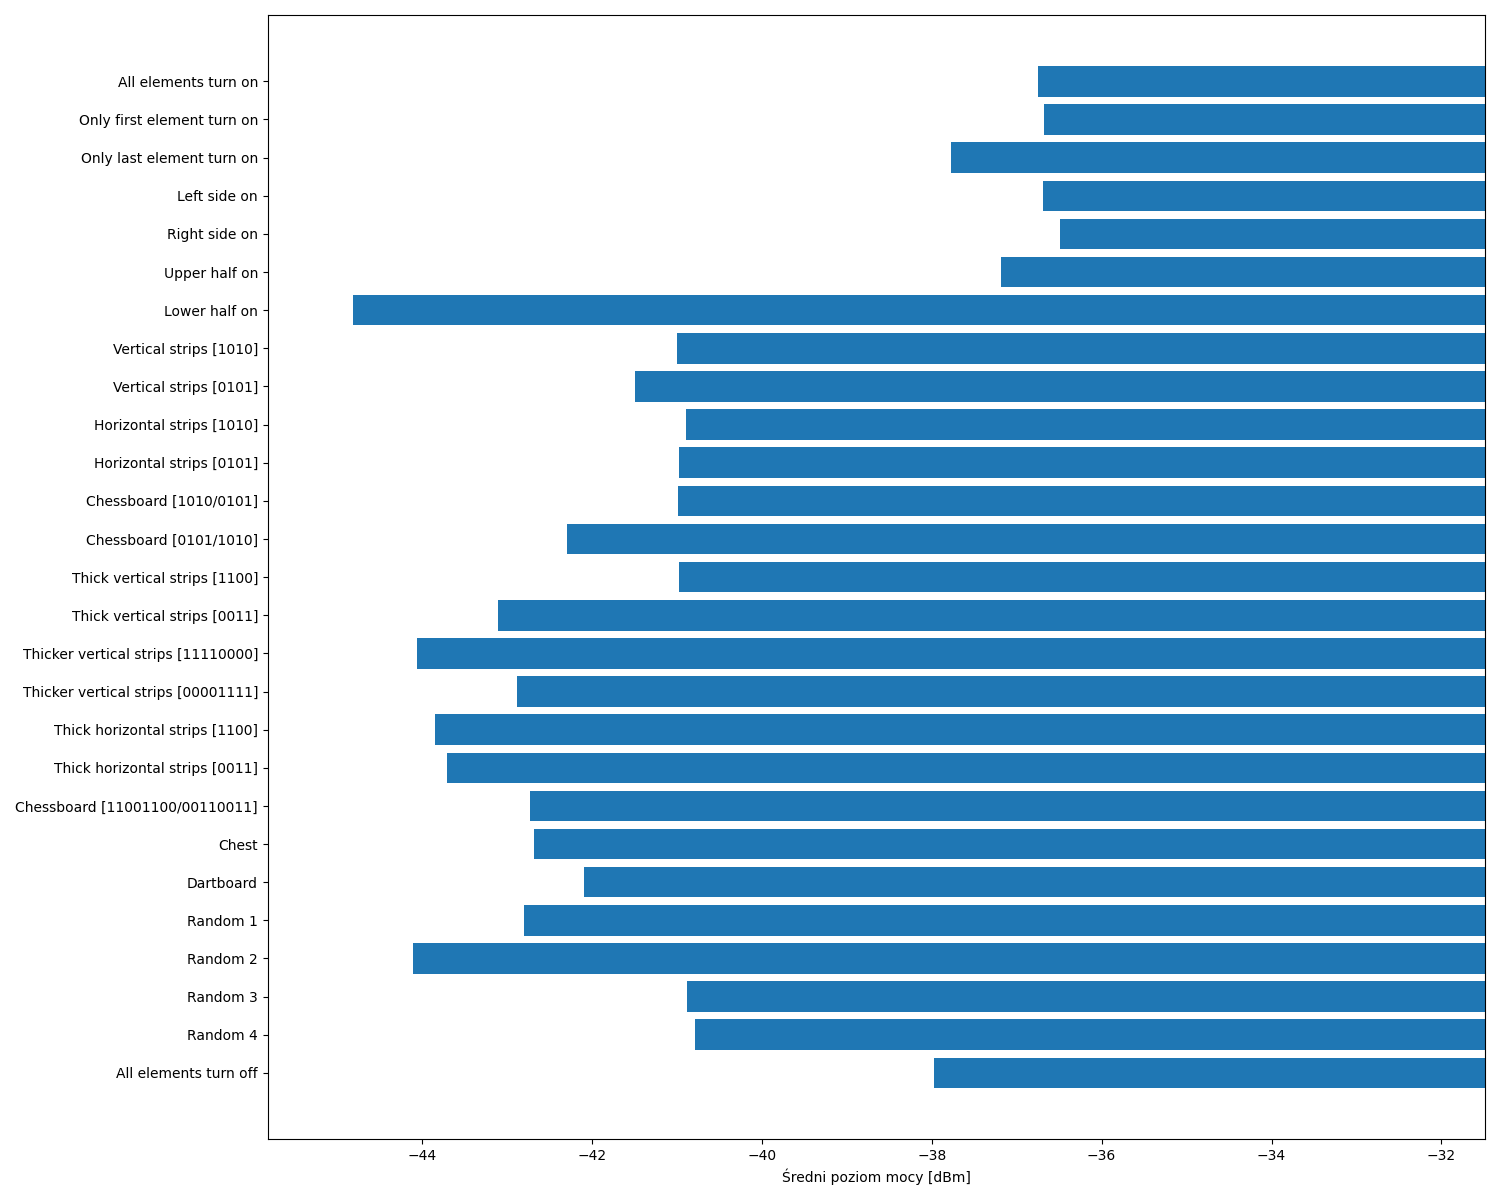 All elements turn on
Only first element turn on
Only last element turn on
Left side on
Right side on
Upper half on
Lower half on
Vertical strips [1010]
Vertical strips [0101]
Horizontal strips [1010]
Horizontal strips [0101]
Chessboard [1010/0101]
Chessboard [0101/1010]
Thick vertical strips [1100]
Thick vertical strips [0011]
Thicker vertical strips [11110000]
Thicker vertical strips [00001111]
Thick horizontal strips [1100]
Thick horizontal strips [0011]
Chessboard [11001100/00110011]
Chest
Dartboard
Random 1
Random 2
Random 3
Random 4
All elements turn off
−44 −42 −40 −38 −36 −34 −32
Średni poziom mocy [dBm]